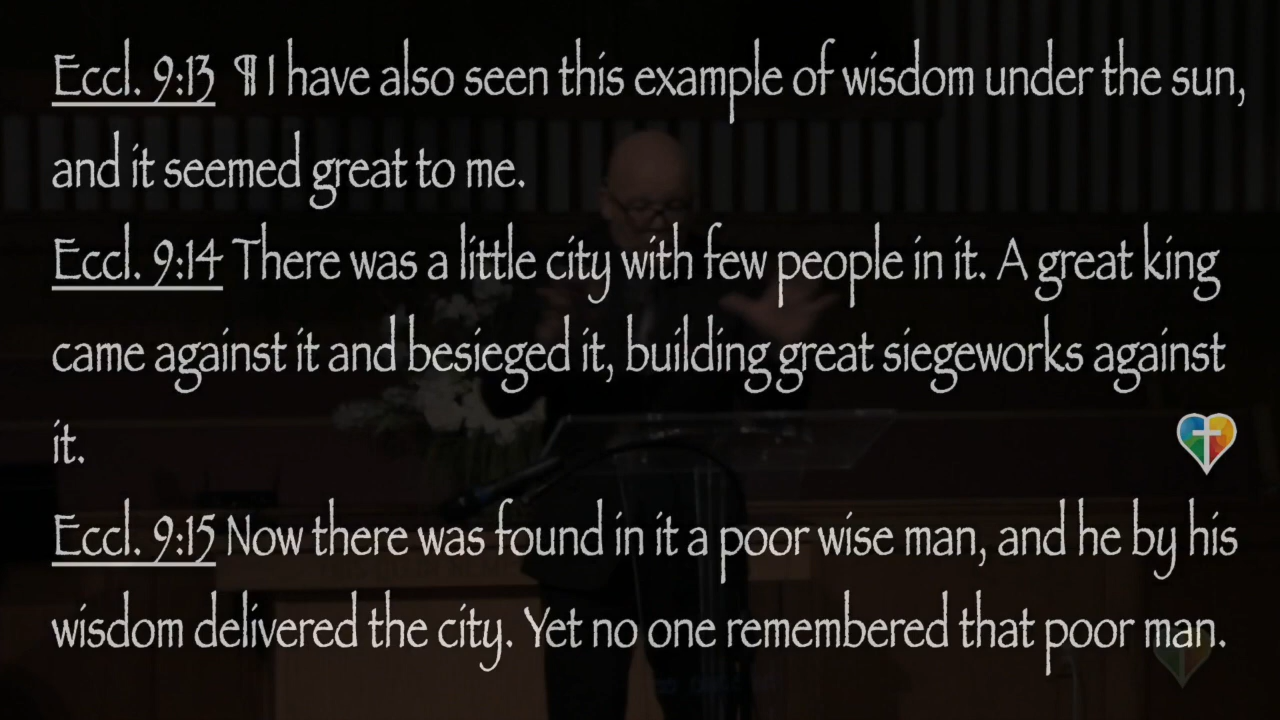 Eccl. 9:13 ¶ I have also seen this example of wisdom under the sun,
and it seemed great to me.
Eccl. 9:14 There was a little city with few people in it. A great king
came against it and besieged it, building great siegeworks against
it.
Eccl. 9:15 Now there was found in it a poor wise man, and he by his
wisdom delivered the city. Yet no one remembered that poor man.